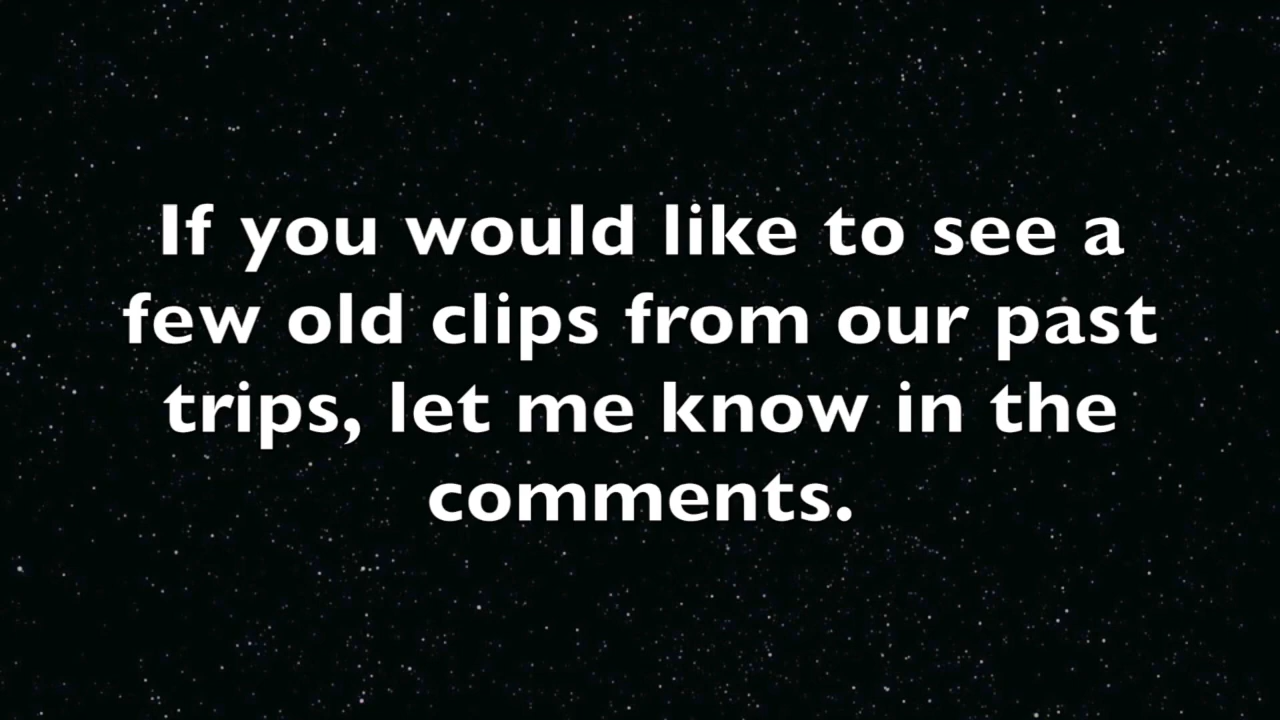 If you would like to see a
few old clips from our past
trips, let me know in the
comments.